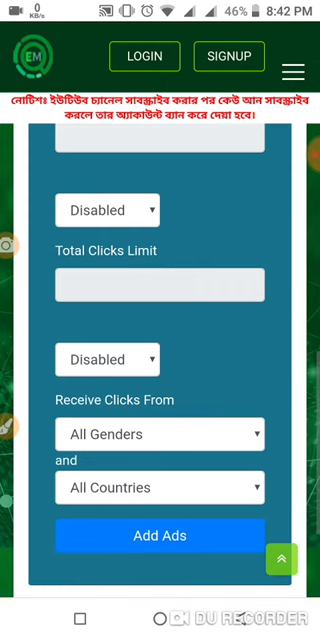 0
KB/s
46%
8:42 PM
EM
LOGIN
SIGNUP
নোটিশঃ ইউটিউব চ্যানেল সাবস্ক্রাইব করার পর কেউ আন সাবস্ক্রাইব
করলে তার অ্যাকাউন্ট ব্যান করে দেয়া হবে।
Disabled
Total Clicks Limit
Disabled
Receive Clicks From
All Genders
and
All Countries
Add Ads
DU RECORDER